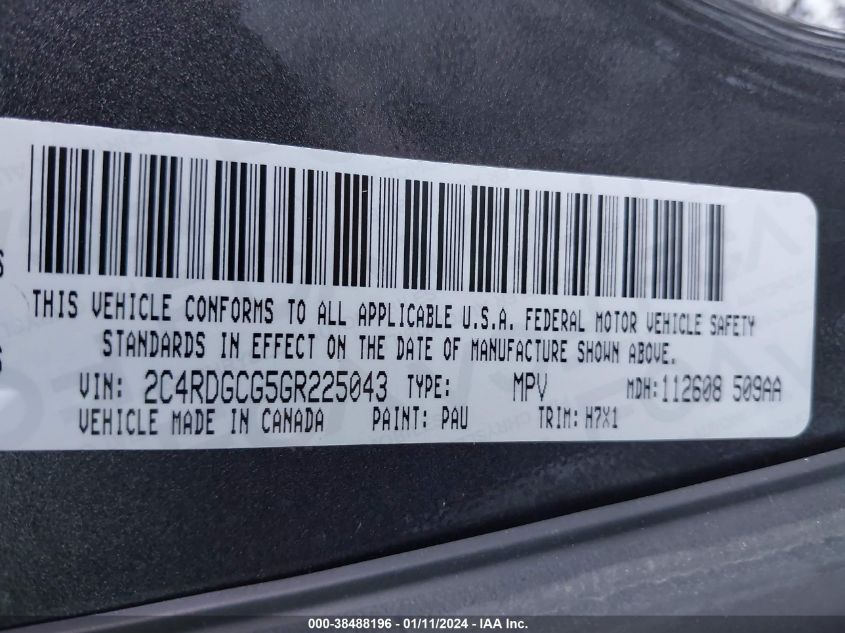 THIS VEHICLE CONFORMS TO ALL APPLICABLE U.S.A. FEDERAL MOTOR VEHICLE SAFETY
STANDARDS IN EFFECT ON THE DATE OF MANUFACTURE SHOWN ABOVE.
VIN: 2C4RDGCG5GR225043 TYPE: MPV MDH: 112608 509AA
VEHICLE MADE IN CANADA PAINT: PAU TRIM: H7X1
000-38488196 - 01/11/2024 - IAA Inc.